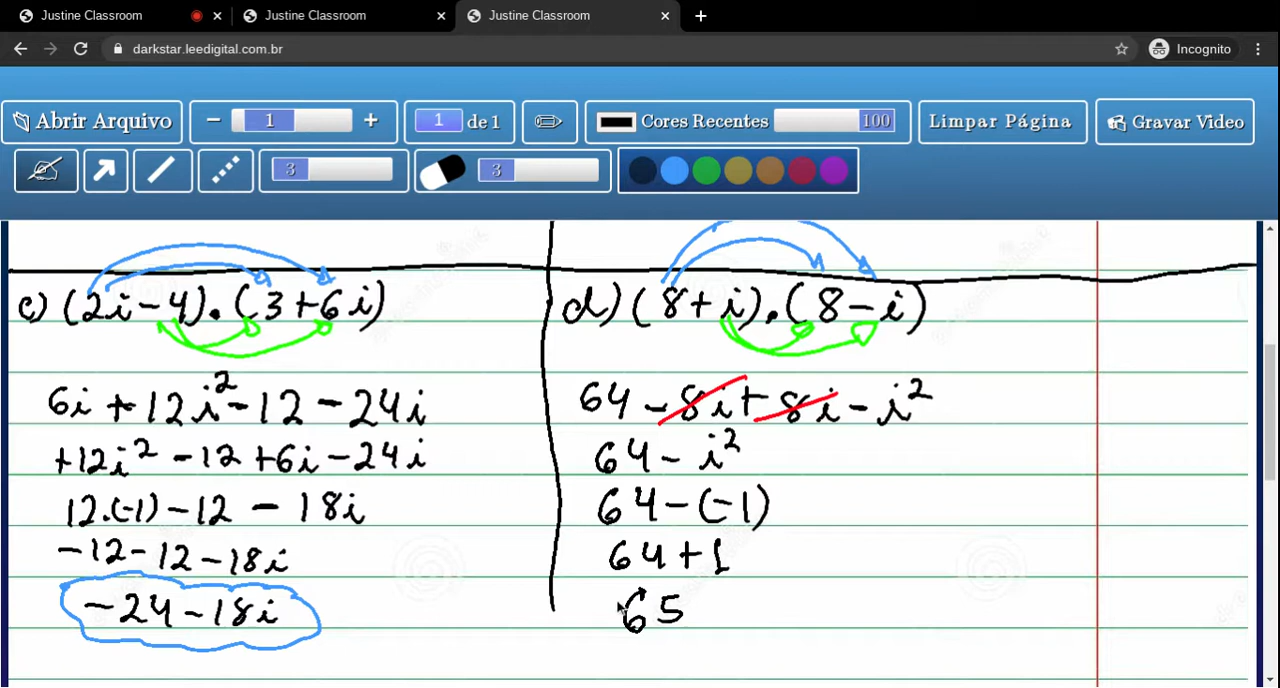 Justine Classroom
Justine Classroom
Justine Classroom
darkstar.leedigital.com.br
Incognito
Abrir Arquivo
− 1 +
1 de 1
Cores Recentes 100
Limpar Página
Gravar Video
3
3
c) (2i − 4) . (3 + 6i)
6i + 12i² − 12 − 24i
+12i² − 12 + 6i − 24i
12.(−1) − 12 − 18i
−12 − 12 − 18i
−24 − 18i
d) (8 + i) . (8 − i)
64 − 8i + 8i − i²
64 − i²
64 − (−1)
64 + 1
65